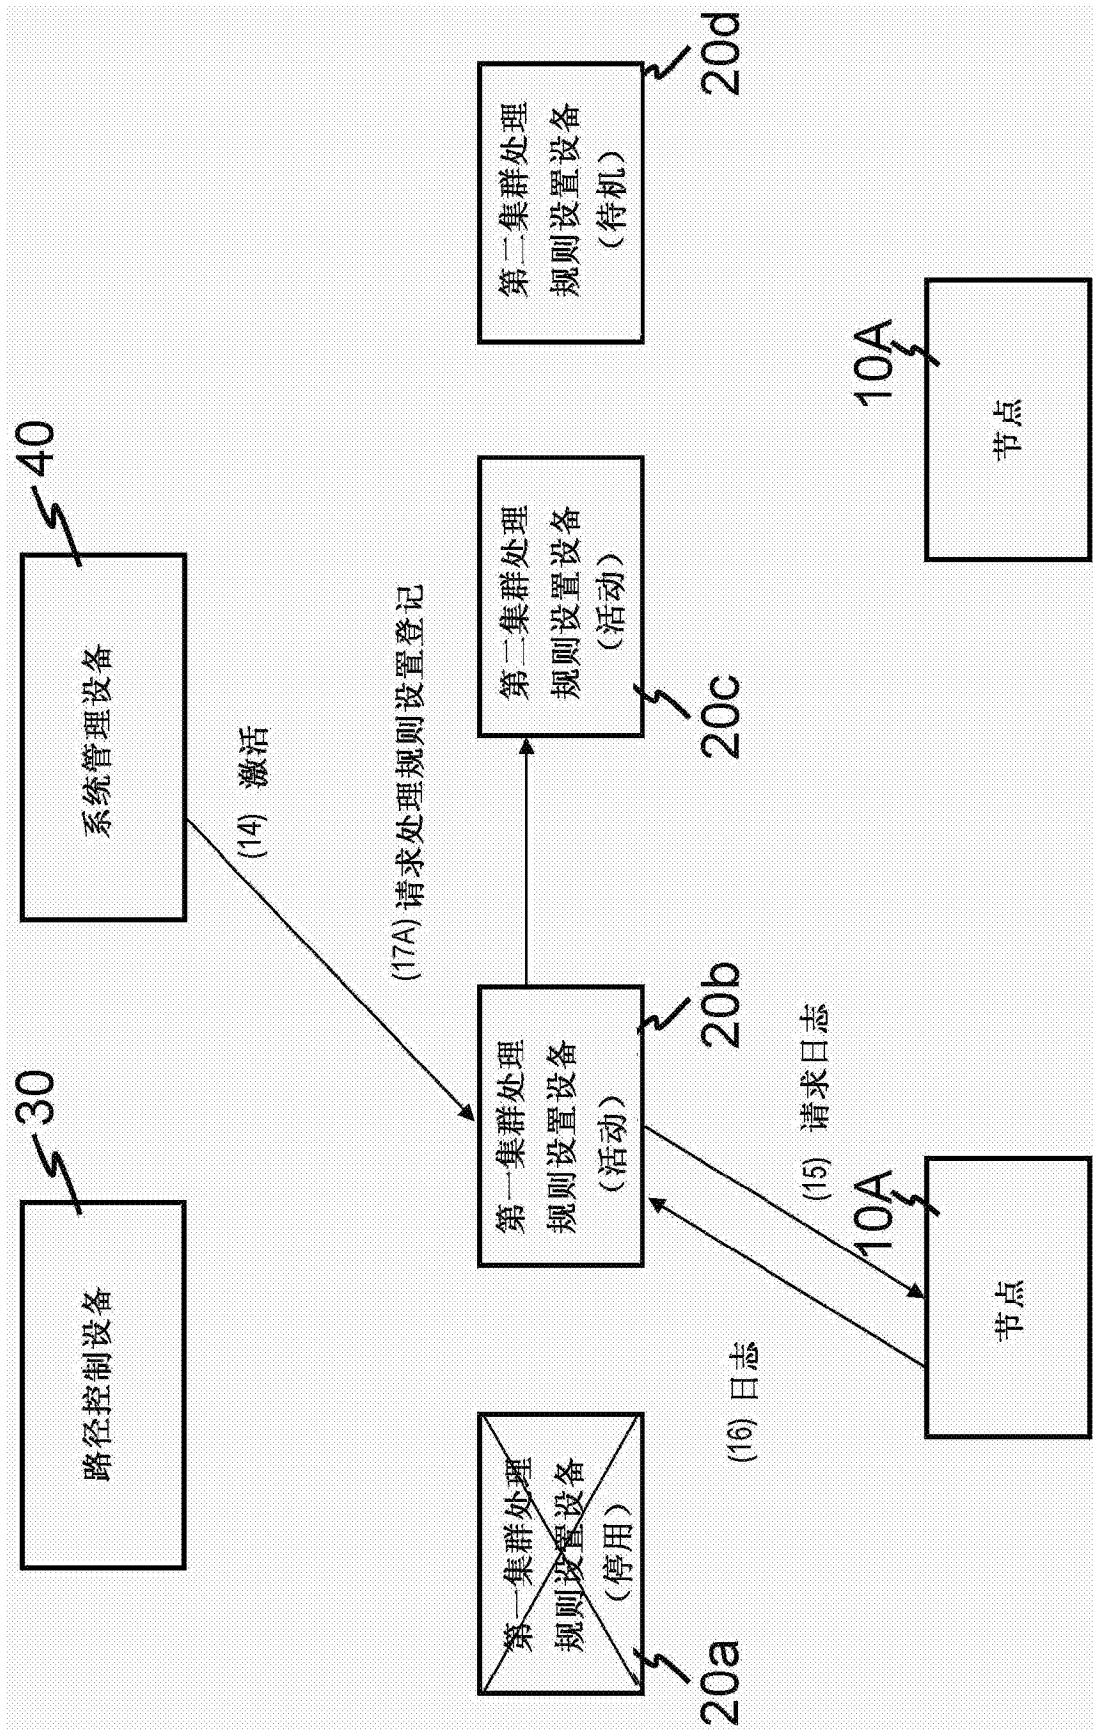 30
路径控制设备
40
系统管理设备
(14) 激活
(17A) 请求处理规则设置登记
第一集群处理
规则设置设备
（停用）
20a
第一集群处理
规则设置设备
（活动）
20b
第二集群处理
规则设置设备
（活动）
20c
第二集群处理
规则设置设备
（待机）
20d
(16) 日志
(15) 请求日志
10A
节点
10A
节点